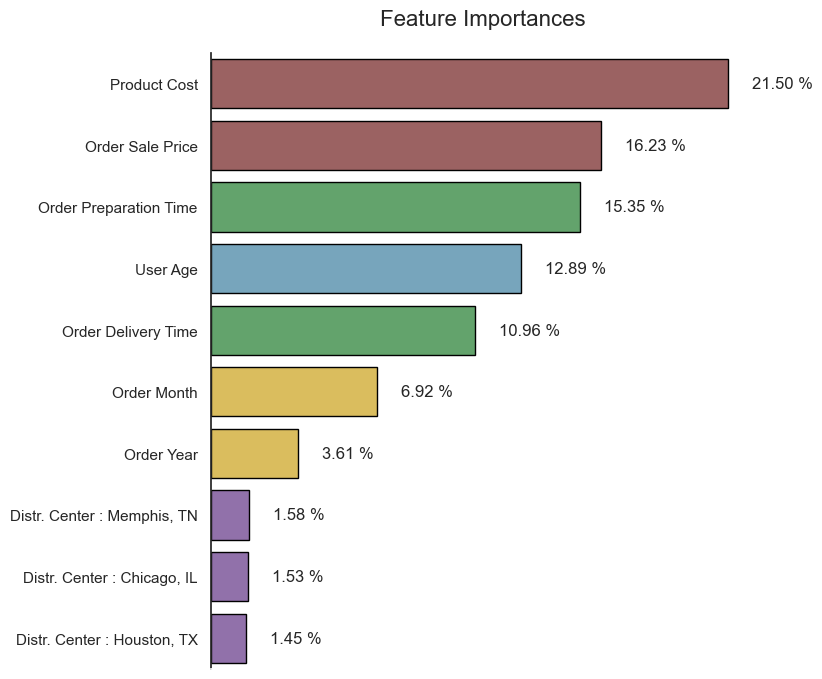 Feature Importances
Product Cost 21.50 %
Order Sale Price 16.23 %
Order Preparation Time 15.35 %
User Age 12.89 %
Order Delivery Time 10.96 %
Order Month 6.92 %
Order Year 3.61 %
Distr. Center : Memphis, TN 1.58 %
Distr. Center : Chicago, IL 1.53 %
Distr. Center : Houston, TX 1.45 %